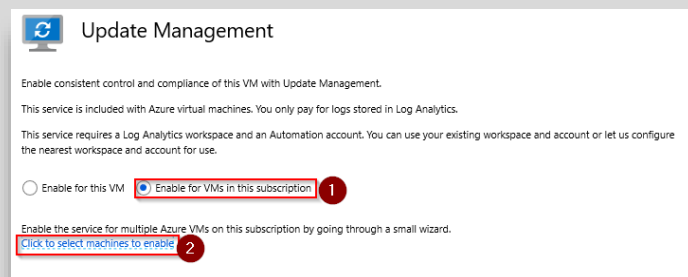 Update Management
Enable consistent control and compliance of this VM with Update Management.
This service is included with Azure virtual machines. You only pay for logs stored in Log Analytics.
This service requires a Log Analytics workspace and an Automation account. You can use your existing workspace and account or let us configure
the nearest workspace and account for use.
Enable for this VM Enable for VMs in this subscription 1
Enable the service for multiple Azure VMs on this subscription by going through a small wizard.
Click to select machines to enable 2